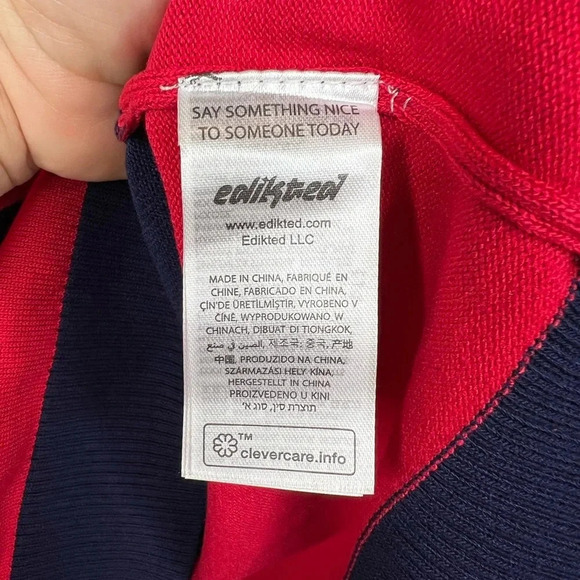 SAY SOMETHING NICE
TO SOMEONE TODAY
edikted
www.edikted.com
Edikted LLC
MADE IN CHINA, FABRIQUÉ EN
CHINE, FABRICADO EN CHINA,
ÇİN'DE ÜRETİLMİŞTİR, VYROBENO V
ČÍNĚ, WYPRODUKOWANO W
CHINACH, DIBUAT DI TIONGKOK,
الصين في صنع, 제조국: 중국, 产地
中国, PRODUZIDO NA CHINA,
SZÁRMAZÁSI HELY KÍNA,
HERGESTELLT IN CHINA
PROIZVEDENO U KINI
תוצרת סין, סוג א'
TM
clevercare.info